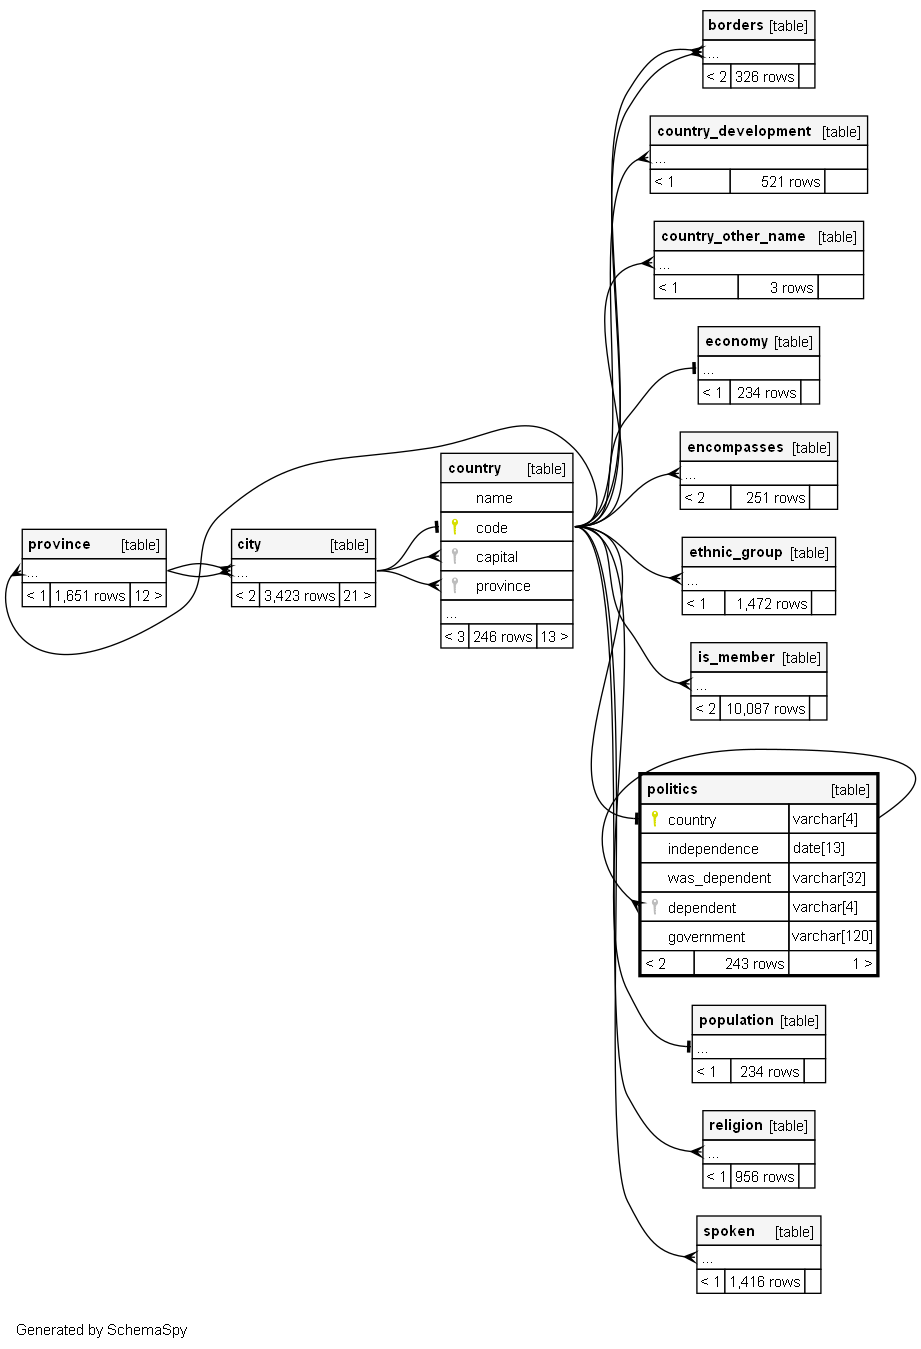 borders [table]
...
< 2 326 rows
country_development [table]
...
< 1 521 rows
country_other_name [table]
...
< 1 3 rows
economy [table]
...
< 1 234 rows
encompasses [table]
...
< 2 251 rows
country [table]
name
code
capital
province
...
< 3 246 rows 13 >
province [table]
...
< 1 1,651 rows 12 >
city [table]
...
< 2 3,423 rows 21 >
ethnic_group [table]
...
< 1 1,472 rows
is_member [table]
...
< 2 10,087 rows
politics [table]
country varchar[4]
independence date[13]
was_dependent varchar[32]
dependent varchar[4]
government varchar[120]
< 2 243 rows 1 >
population [table]
...
< 1 234 rows
religion [table]
...
< 1 956 rows
spoken [table]
...
< 1 1,416 rows
Generated by SchemaSpy